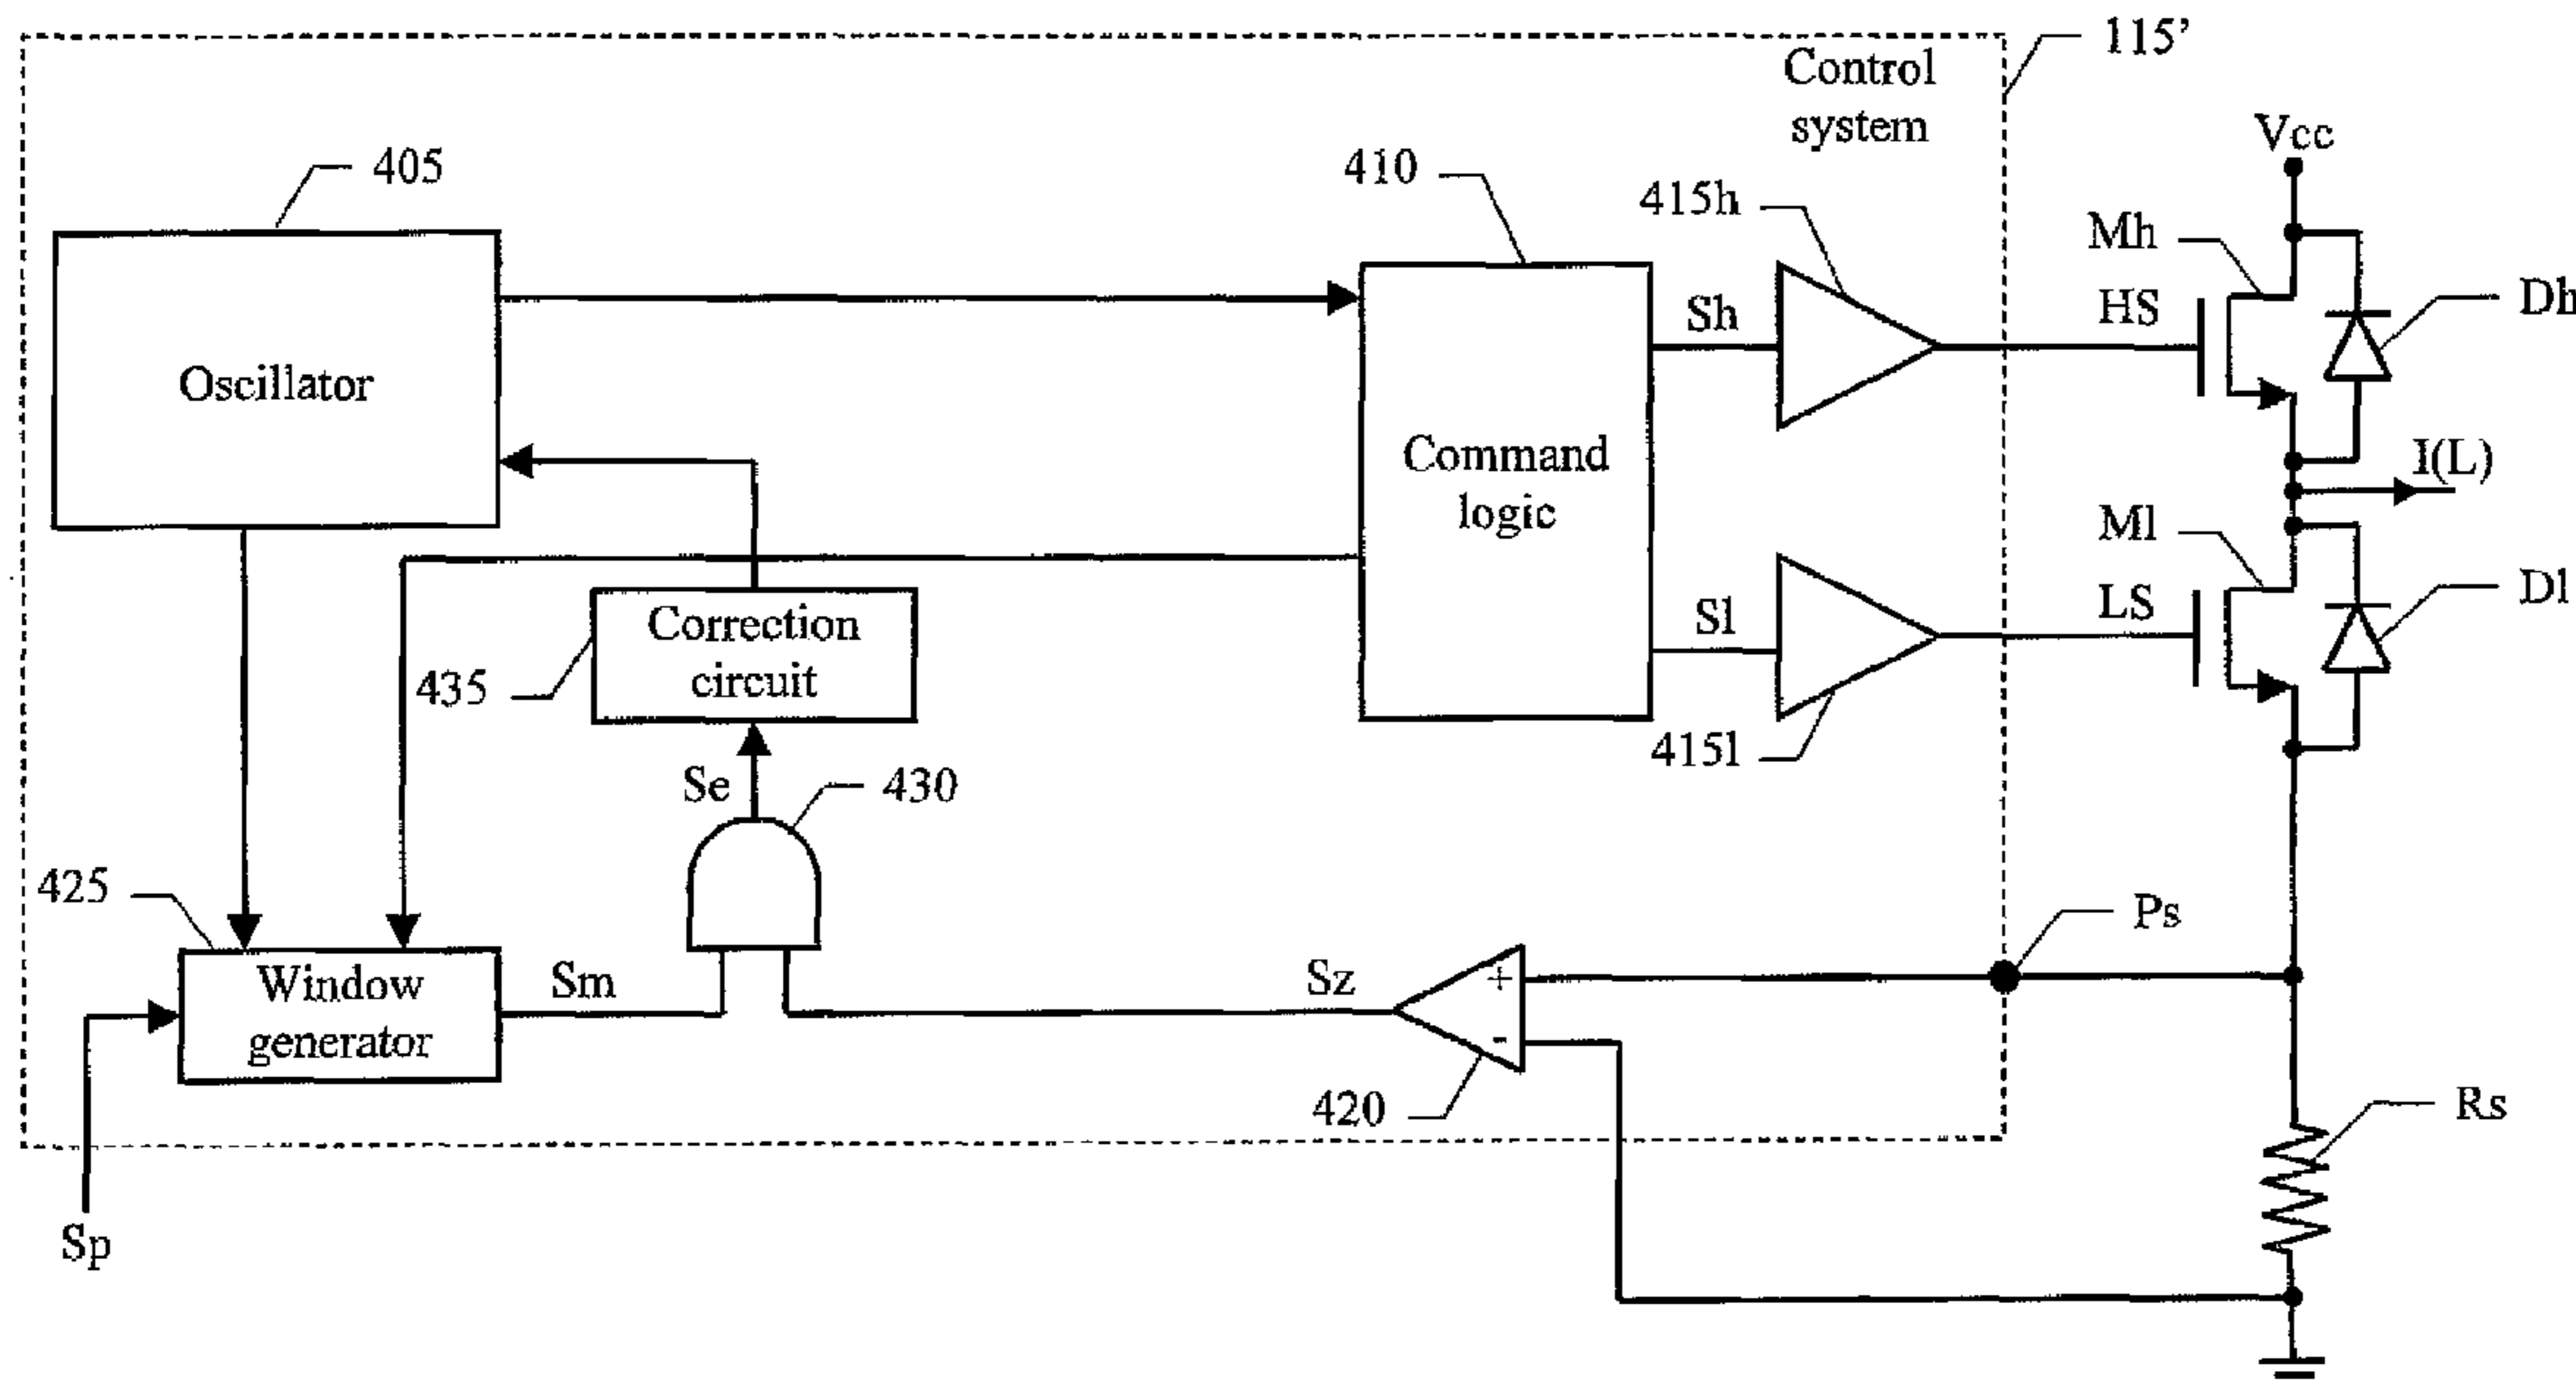 115'
Control
system
Vcc
405
410
415h
Mh
HS
Dh
Sh
Oscillator
Command
logic
I(L)
Ml
LS
Dl
Sl
Correction
circuit
435
415l
Se
430
425
Ps
Window
generator
Sm
Sz
+
-
420
Rs
Sp